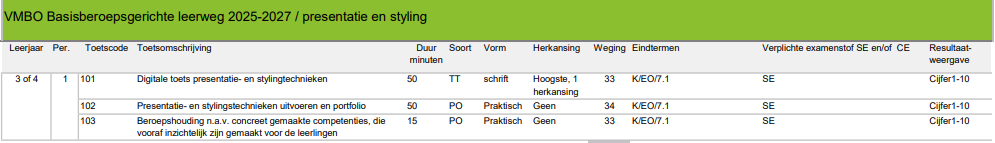 VMBO Basisberoepsgerichte leerweg 2025-2027 / presentatie en styling
Leerjaar Per. Toetscode Toetsomschrijving Duur minuten Soort Vorm Herkansing Weging Eindtermen Verplichte examenstof SE en/of CE Resultaat-weergave
3 of 4 1 101 Digitale toets presentatie- en stylingtechnieken 50 TT schrift Hoogste, 1 herkansing 33 K/EO/7.1 SE Cijfer1-10
102 Presentatie- en stylingstechnieken uitvoeren en portfolio 50 PO Praktisch Geen 34 K/EO/7.1 SE Cijfer1-10
103 Beroepshouding n.a.v. concreet gemaakte competenties, die 15 PO Praktisch Geen 33 K/EO/7.1 SE Cijfer1-10
vooraf inzichtelijk zijn gemaakt voor de leerlingen